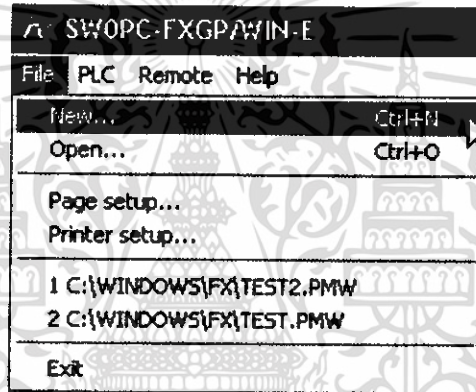 SW0PC-FXGP/WIN-E
File PLC Remote Help
New... Ctrl+N
Open... Ctrl+O
Page setup...
Printer setup...
1 C:\WINDOWS\FX\TEST2.PMW
2 C:\WINDOWS\FX\TEST.PMW
Exit